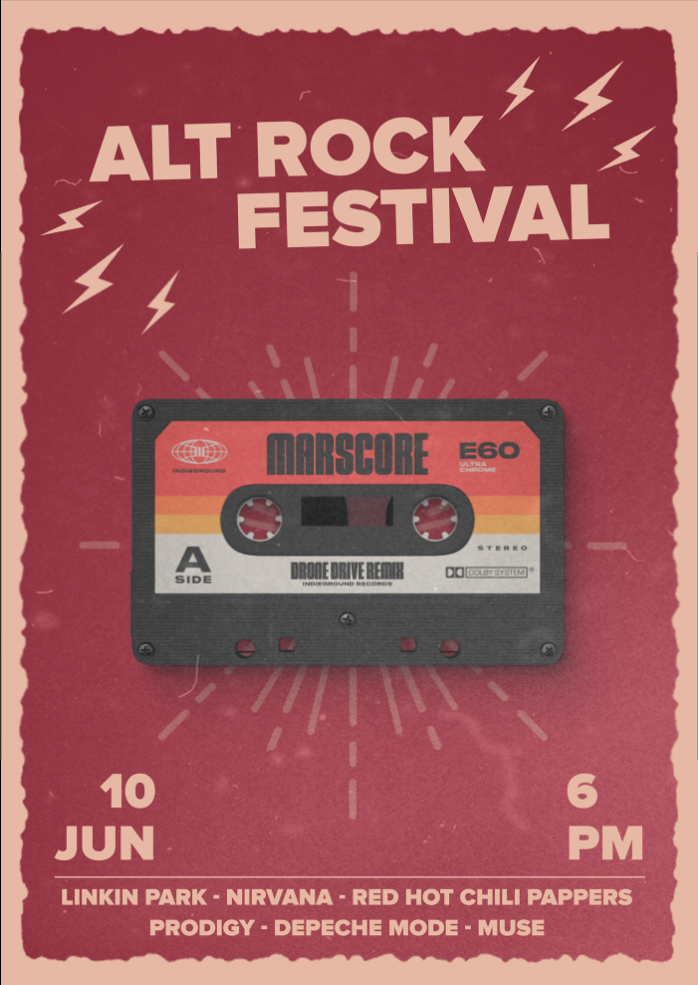 ALT ROCK
FESTIVAL
MARSCORE
E60
ULTRA
CHROME
INDIEGROUND
STEREO
A
SIDE
DRONE DRIVE REMIX
INDIEGROUND RECORDS
DOLBY SYSTEM®
10
JUN
6
PM
LINKIN PARK - NIRVANA - RED HOT CHILI PAPPERS
PRODIGY - DEPECHE MODE - MUSE